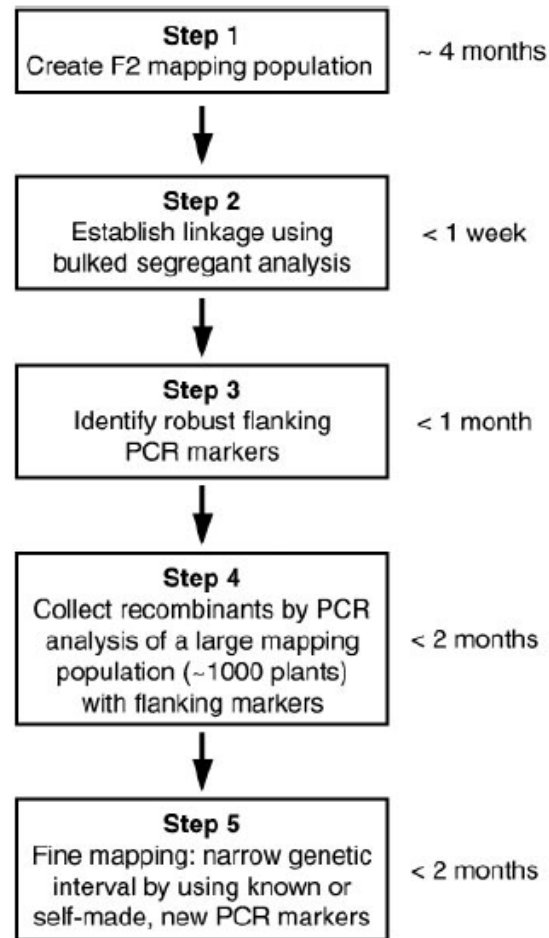 Step 1
Create F2 mapping population
~ 4 months
Step 2
Establish linkage using
bulked segregant analysis
< 1 week
Step 3
Identify robust flanking
PCR markers
< 1 month
Step 4
Collect recombinants by PCR
analysis of a large mapping
population (~1000 plants)
with flanking markers
< 2 months
Step 5
Fine mapping: narrow genetic
interval by using known or
self-made, new PCR markers
< 2 months